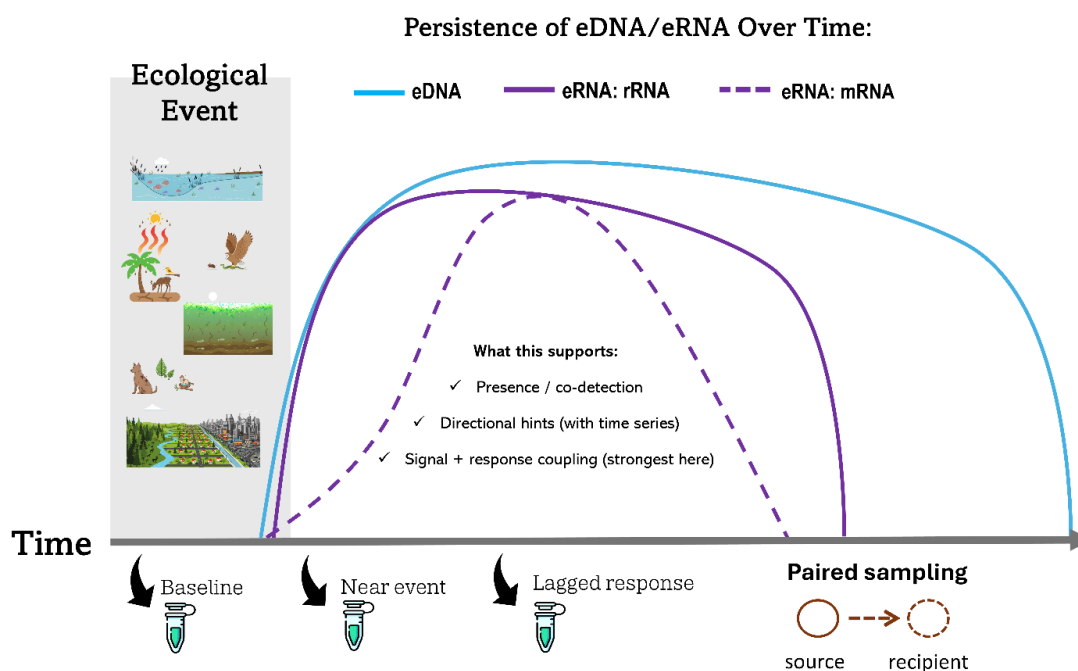 Persistence of eDNA/eRNA Over Time:
Ecological
Event
eDNA
eRNA: rRNA
eRNA: mRNA
What this supports:
✓ Presence / co-detection
✓ Directional hints (with time series)
✓ Signal + response coupling (strongest here)
Time
Baseline
Near event
Lagged response
Paired sampling
source
recipient